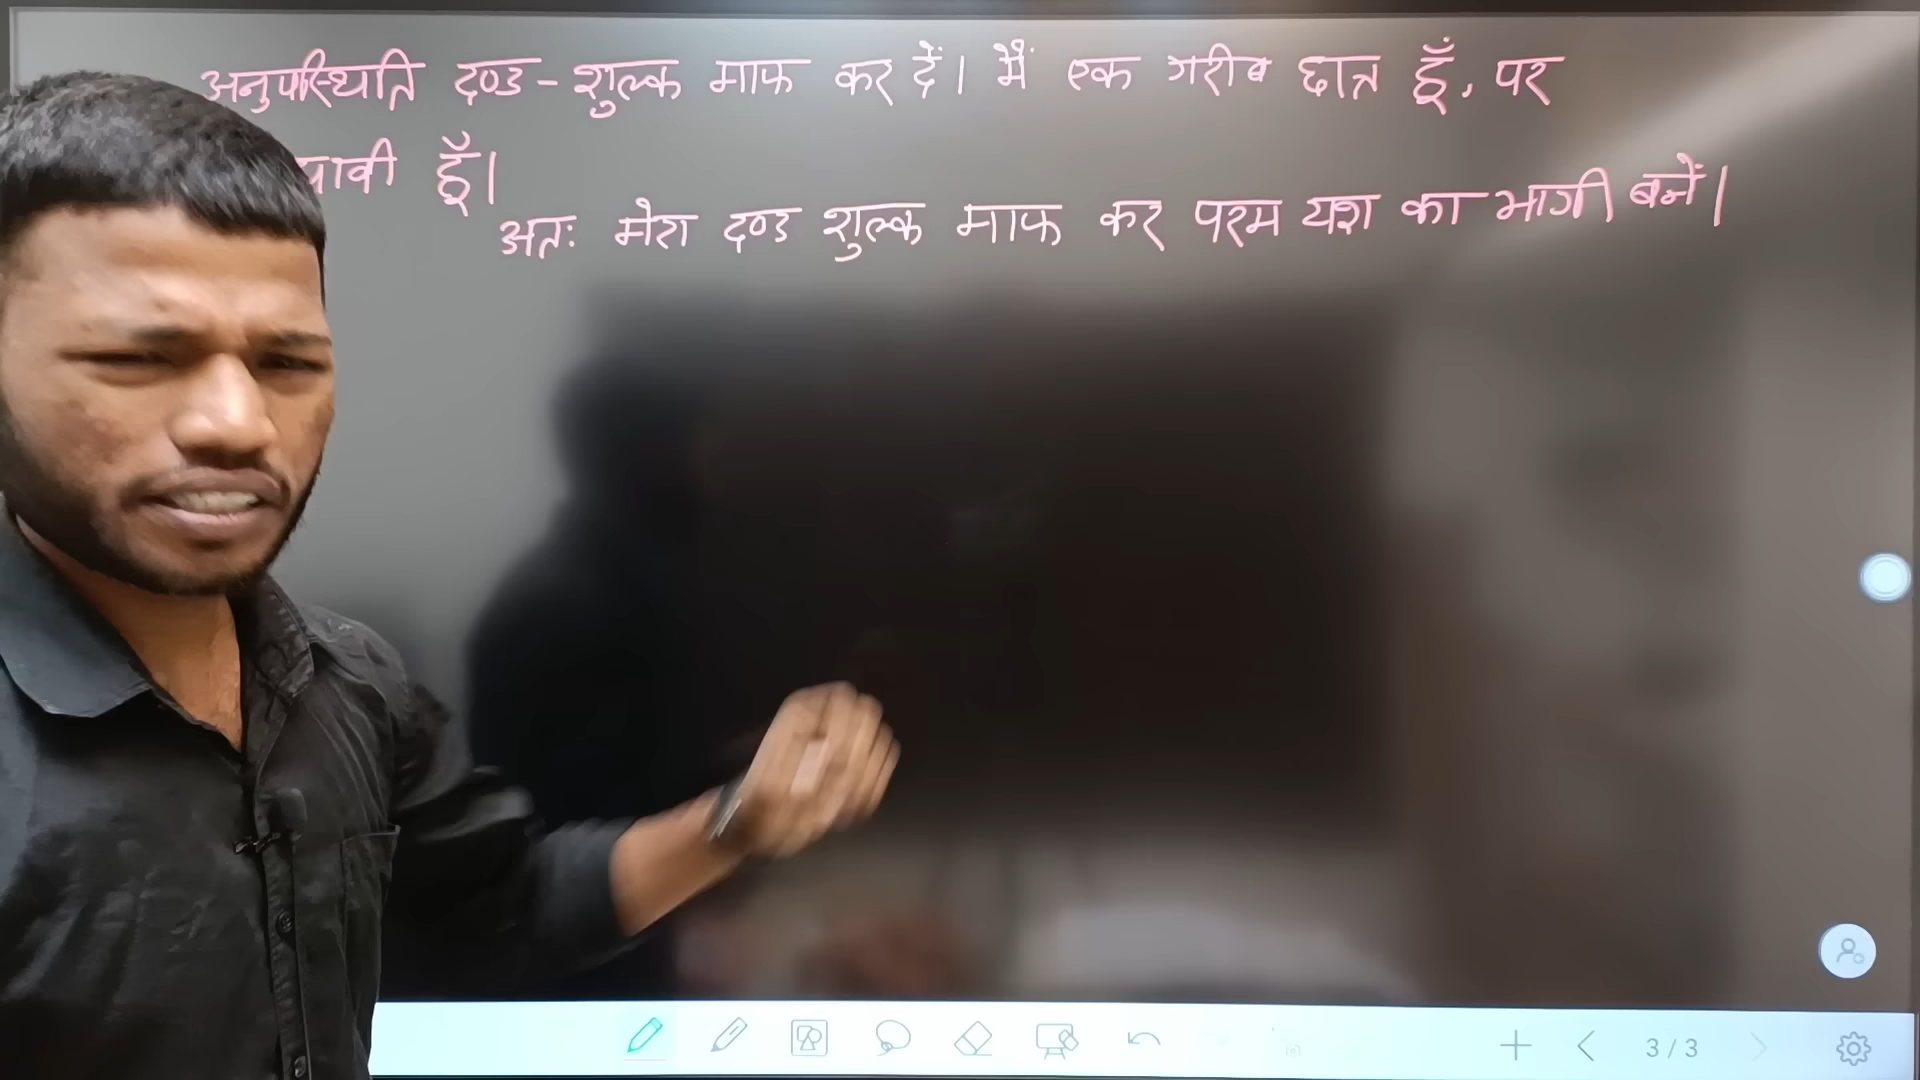 अनुपस्थिति दण्ड-शुल्क माफ कर दें। मैं एक गरीब छात्र हूँ, पर
हूँ।
अतः मेरा दण्ड शुल्क माफ कर परम यश का भागी बनें।
3/3